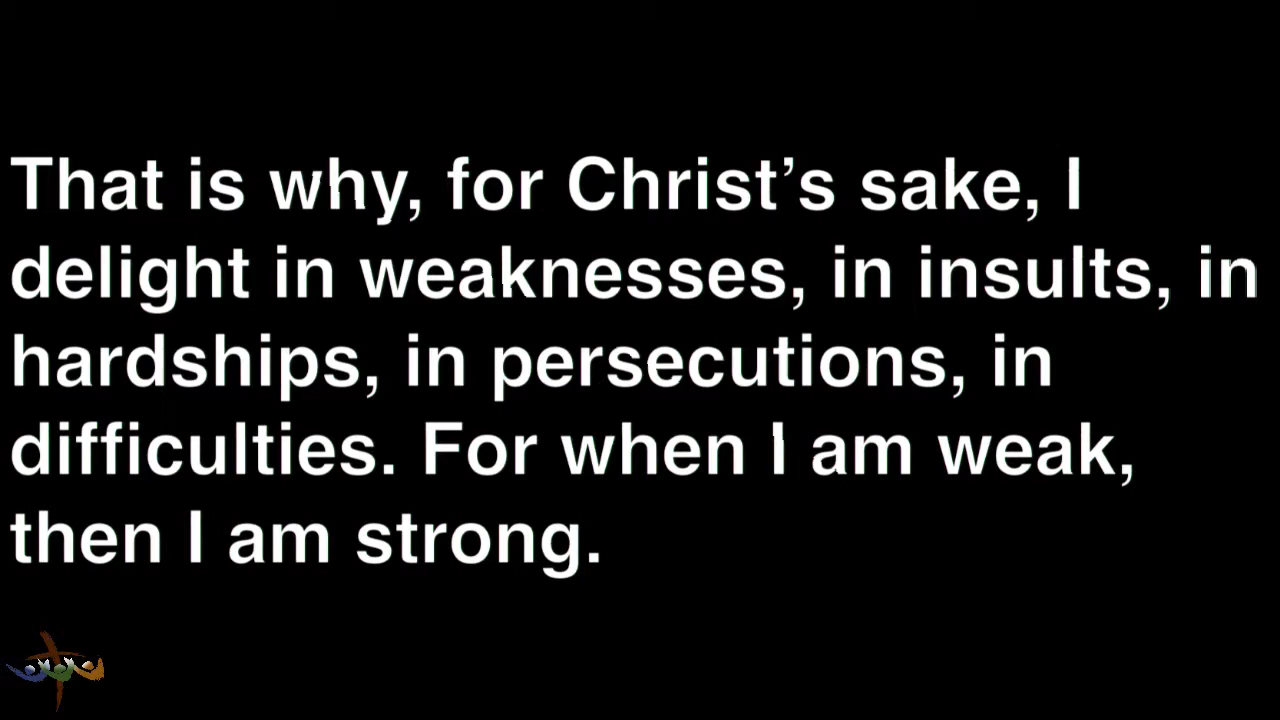 That is why, for Christ’s sake, I
delight in weaknesses, in insults, in
hardships, in persecutions, in
difficulties. For when I am weak,
then I am strong.